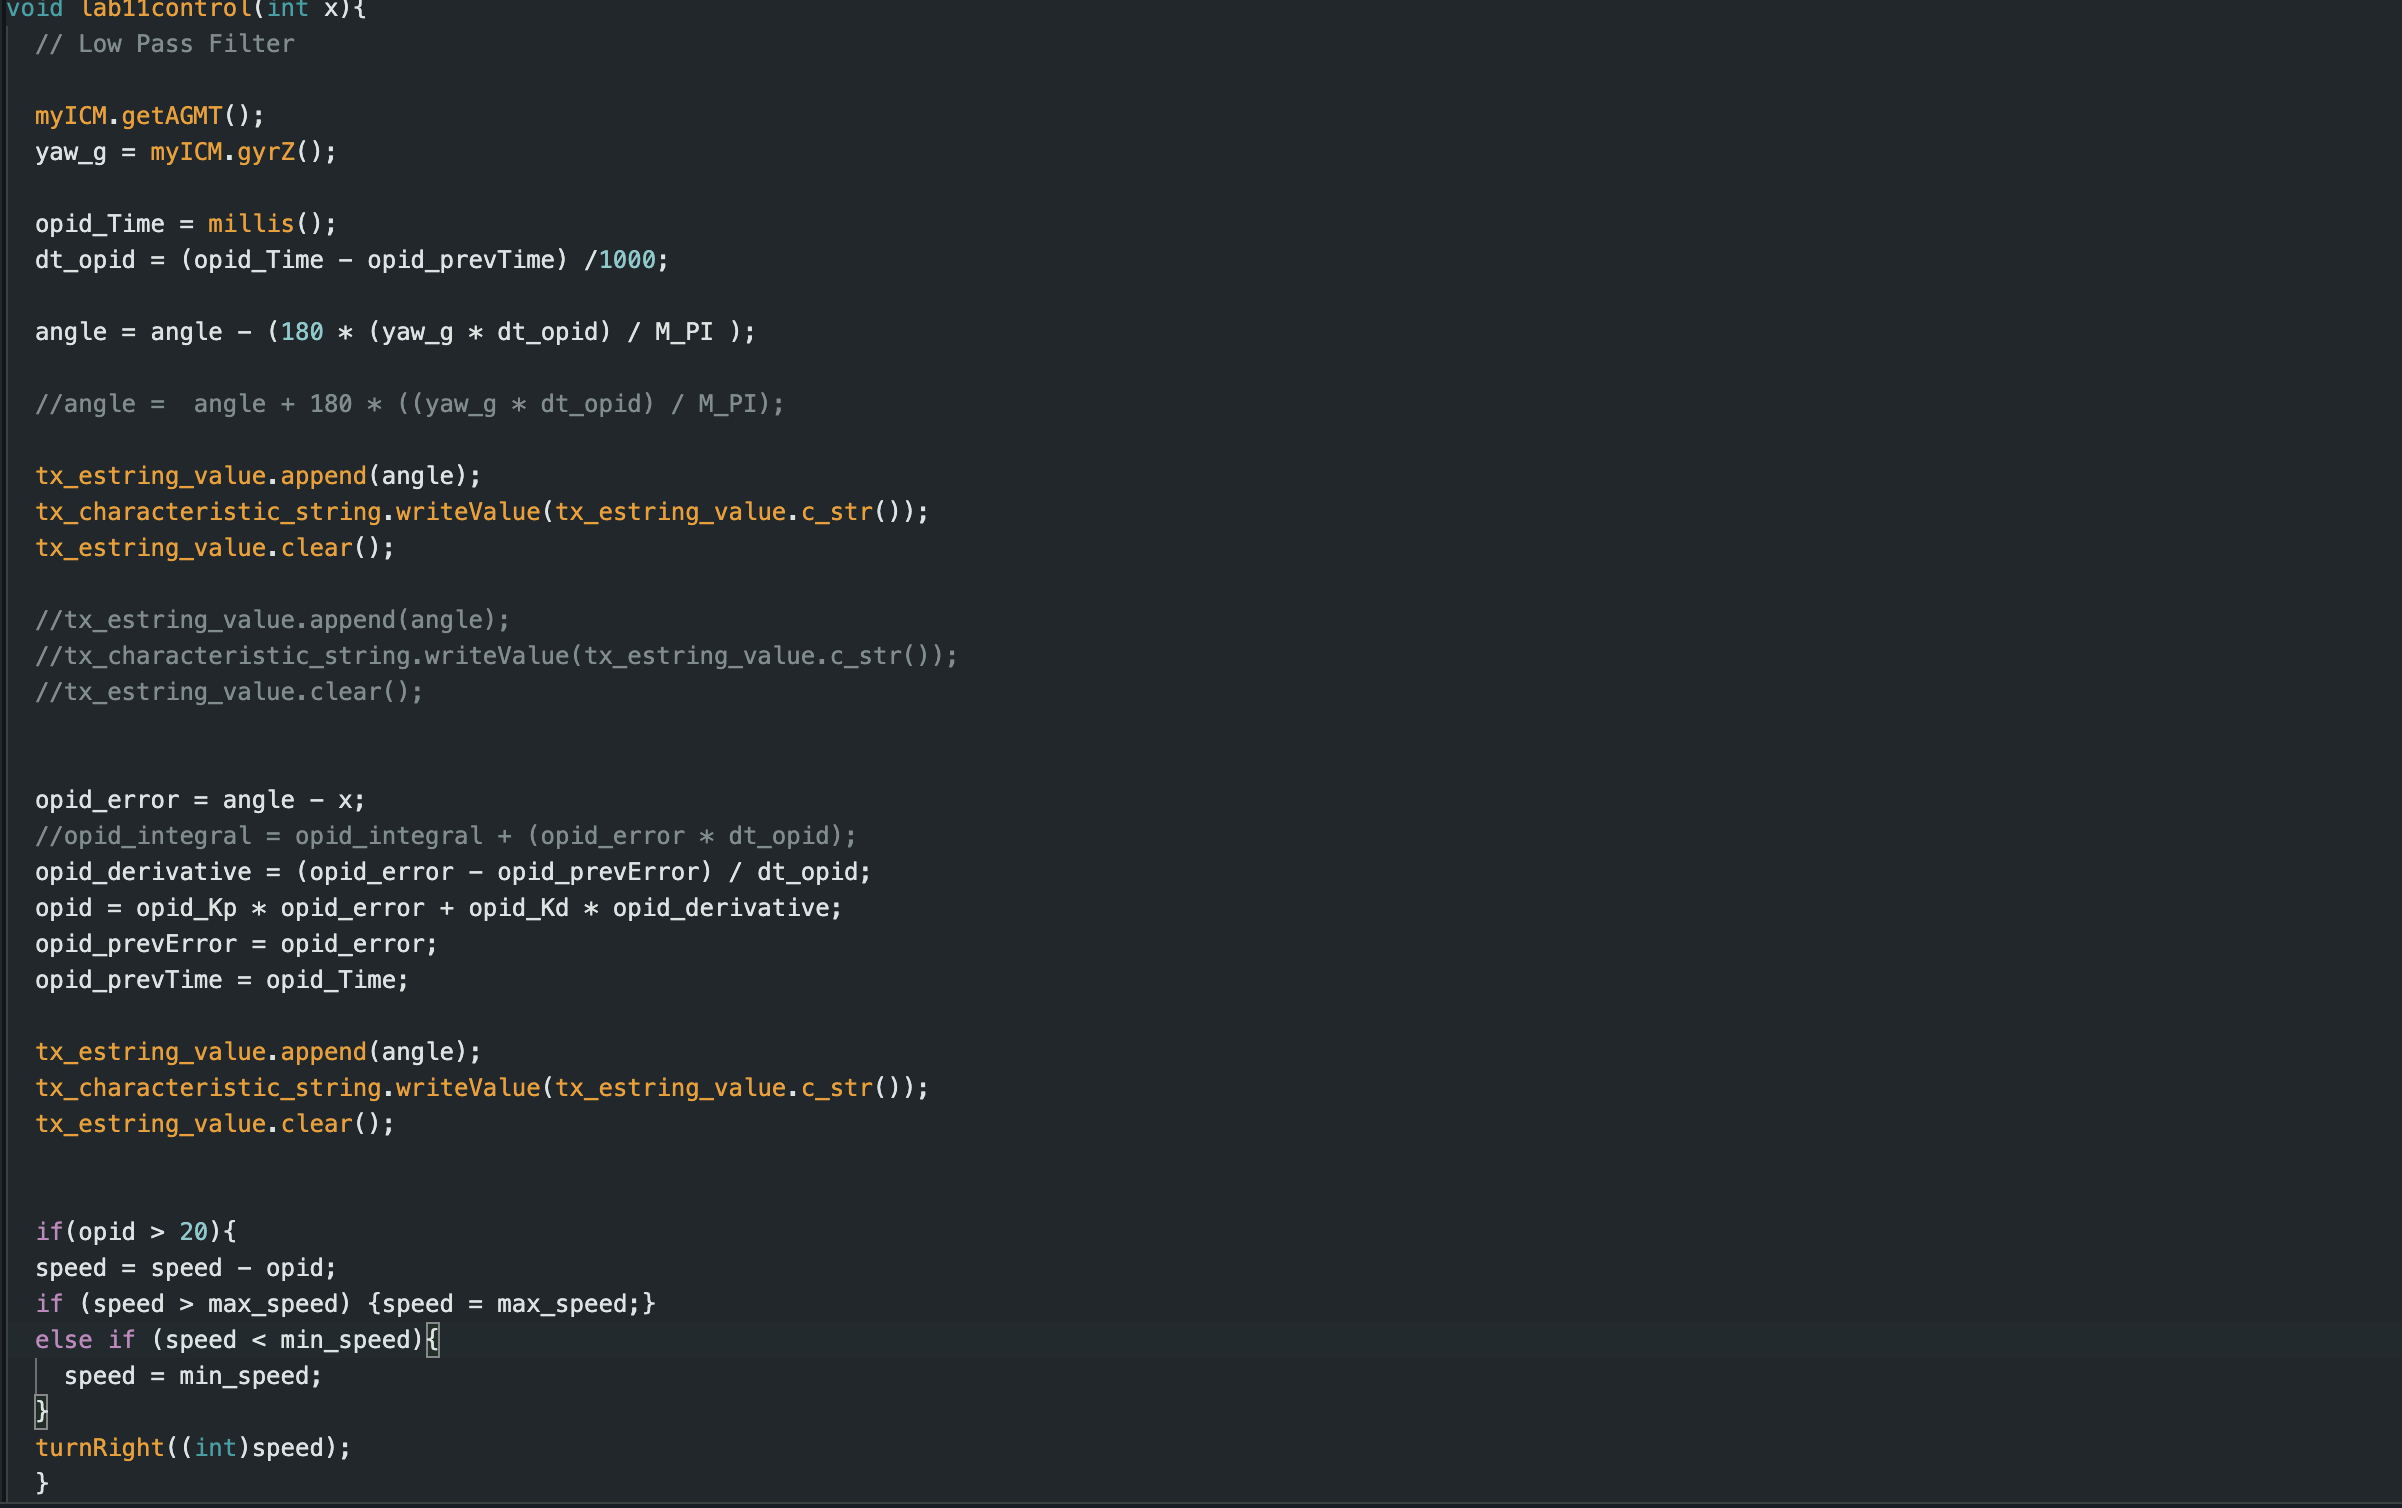 void lab11control(int x){
// Low Pass Filter
myICM.getAGMT();
yaw_g = myICM.gyrZ();
opid_Time = millis();
dt_opid = (opid_Time - opid_prevTime) /1000;
angle = angle - (180 * (yaw_g * dt_opid) / M_PI );
//angle =  angle + 180 * ((yaw_g * dt_opid) / M_PI);
tx_estring_value.append(angle);
tx_characteristic_string.writeValue(tx_estring_value.c_str());
tx_estring_value.clear();
//tx_estring_value.append(angle);
//tx_characteristic_string.writeValue(tx_estring_value.c_str());
//tx_estring_value.clear();
opid_error = angle - x;
//opid_integral = opid_integral + (opid_error * dt_opid);
opid_derivative = (opid_error - opid_prevError) / dt_opid;
opid = opid_Kp * opid_error + opid_Kd * opid_derivative;
opid_prevError = opid_error;
opid_prevTime = opid_Time;
tx_estring_value.append(angle);
tx_characteristic_string.writeValue(tx_estring_value.c_str());
tx_estring_value.clear();
if(opid > 20){
speed = speed - opid;
if (speed > max_speed) {speed = max_speed;}
else if (speed < min_speed){
speed = min_speed;
}
turnRight((int)speed);
}